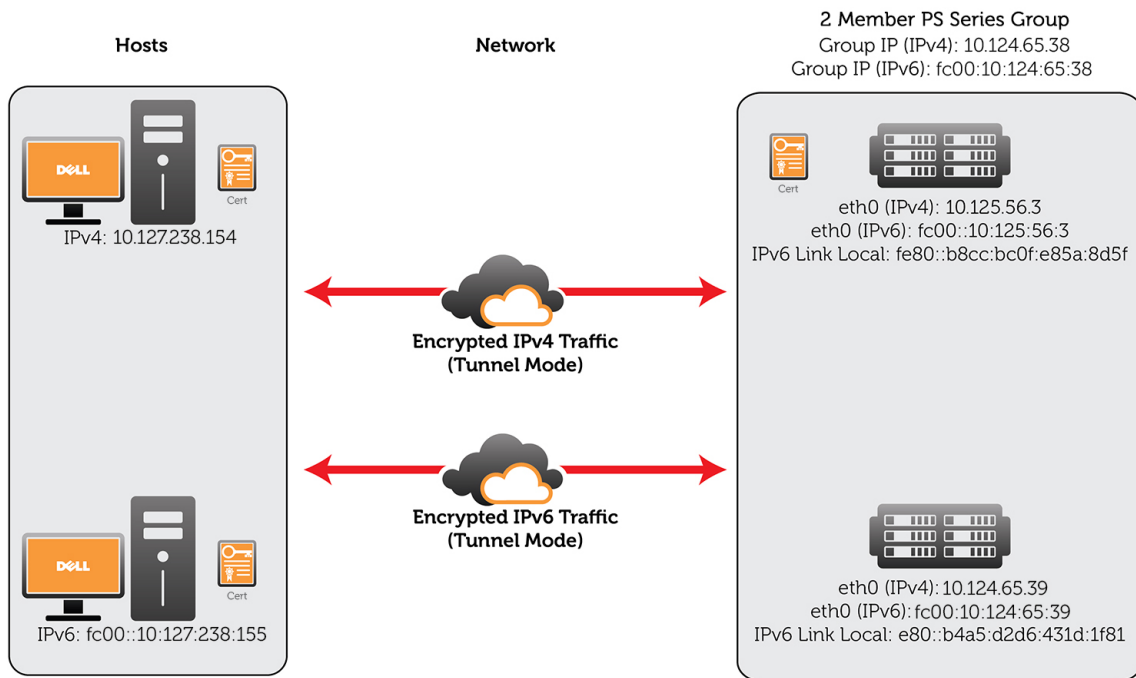 Hosts
Network
2 Member PS Series Group
Group IP (IPv4): 10.124.65.38
Group IP (IPv6): fc00:10:124:65:38
DELL
Cert
IPv4: 10.127.238.154
Cert
eth0 (IPv4): 10.125.56.3
eth0 (IPv6): fc00::10:125:56:3
IPv6 Link Local: fe80::b8cc:bc0f:e85a:8d5f
Encrypted IPv4 Traffic
(Tunnel Mode)
Encrypted IPv6 Traffic
(Tunnel Mode)
DELL
Cert
IPv6: fc00::10:127:238:155
eth0 (IPv4): 10.124.65.39
eth0 (IPv6): fc00:10:124:65:39
IPv6 Link Local: e80::b4a5:d2d6:431d:1f81